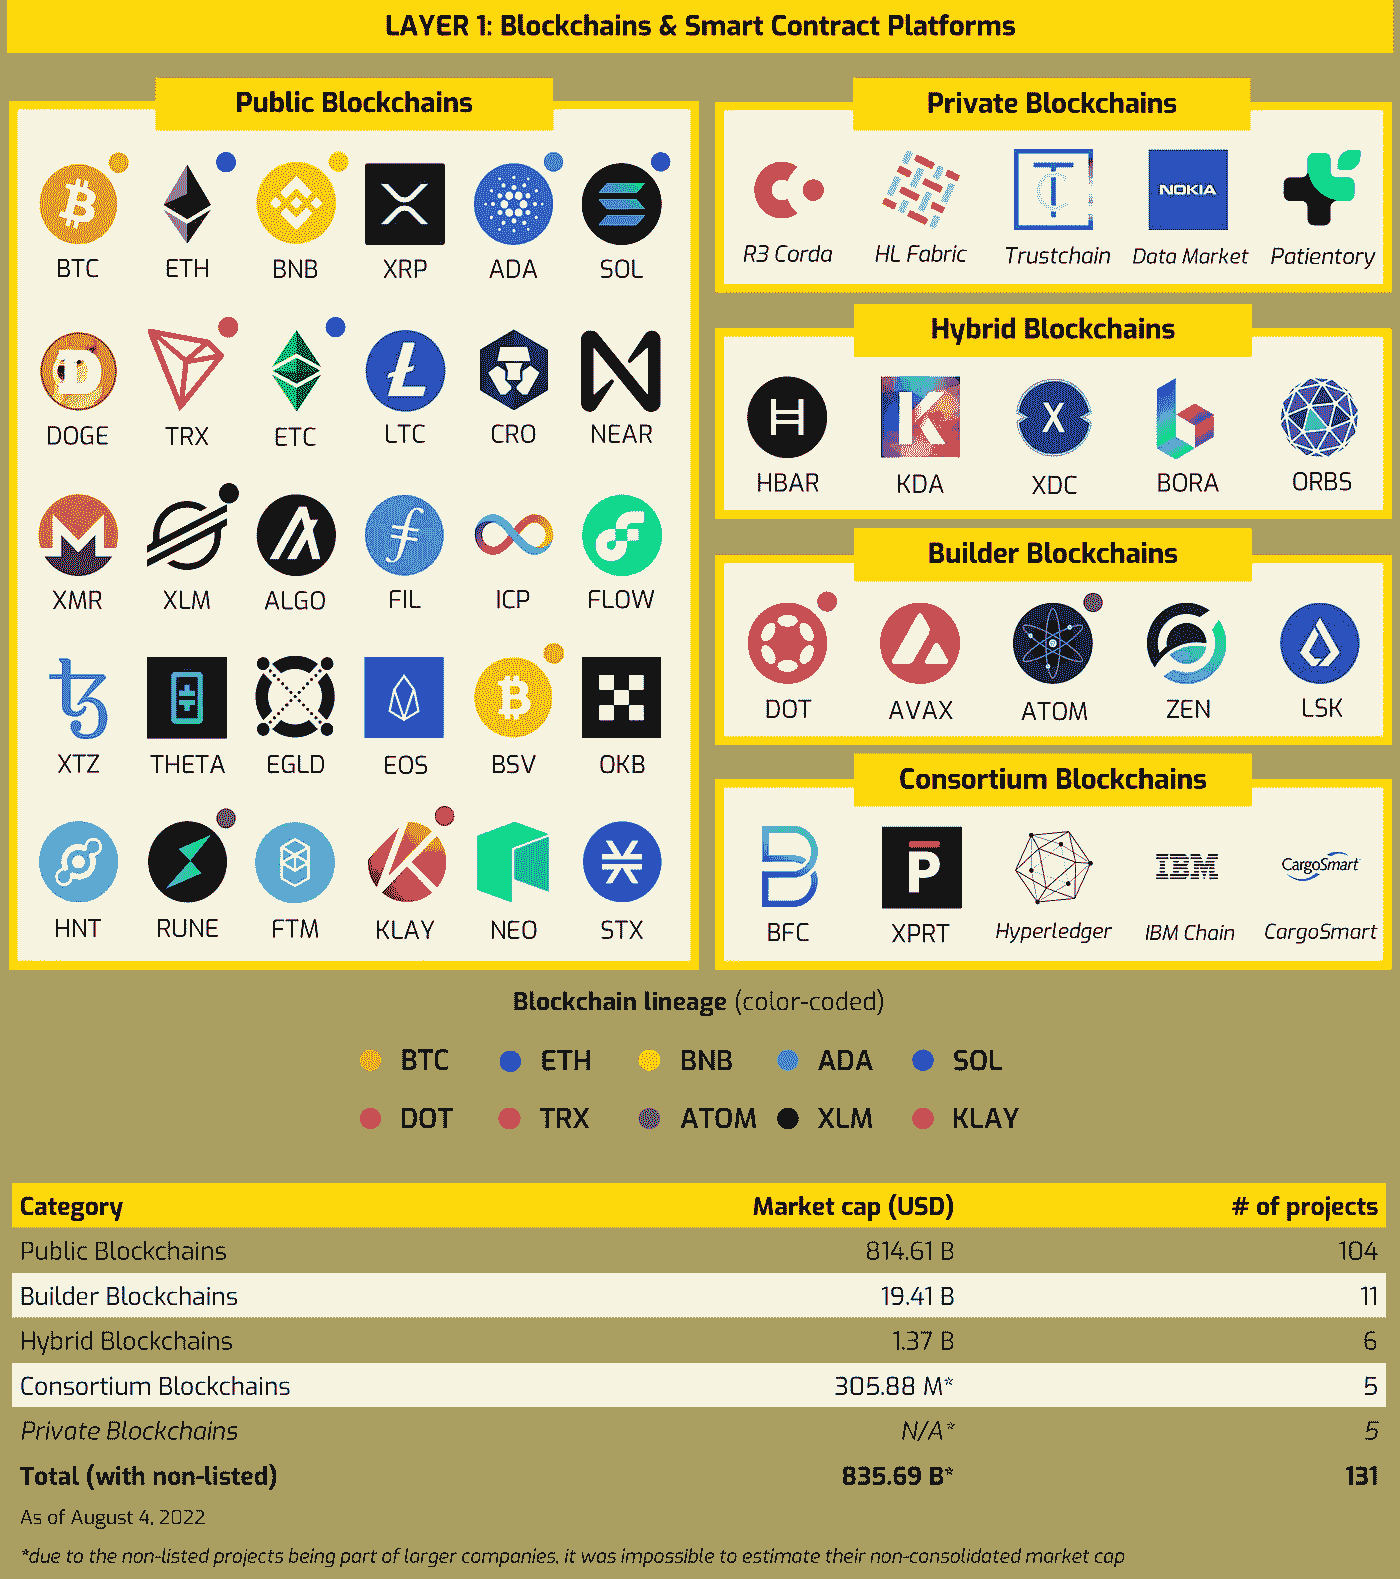 LAYER 1: Blockchains & Smart Contract Platforms
Public Blockchains
BTC ETH BNB XRP ADA SOL
DOGE TRX ETC LTC CRO NEAR
XMR XLM ALGO FIL ICP FLOW
XTZ THETA EGLD EOS BSV OKB
HNT RUNE FTM KLAY NEO STX
Private Blockchains
NOKIA
R3 Corda HL Fabric Trustchain Data Market Patientory
Hybrid Blockchains
HBAR KDA XDC BORA ORBS
Builder Blockchains
DOT AVAX ATOM ZEN LSK
Consortium Blockchains
IBM CargoSmart
BFC XPRT Hyperledger IBM Chain CargoSmart
Blockchain lineage (color-coded)
BTC ETH BNB ADA SOL
DOT TRX ATOM XLM KLAY
Category Market cap (USD) # of projects
Public Blockchains 814.61 B 104
Builder Blockchains 19.41 B 11
Hybrid Blockchains 1.37 B 6
Consortium Blockchains 305.88 M* 5
Private Blockchains N/A* 5
Total (with non-listed) 835.69 B* 131
As of August 4, 2022
*due to the non-listed projects being part of larger companies, it was impossible to estimate their non-consolidated market cap